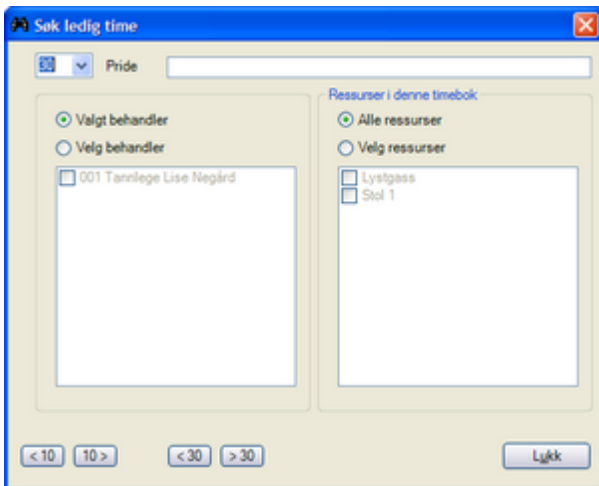 Søk ledig time
30 Pride
Ressurser i denne timebok
Valgt behandler
Velg behandler
001 Tannlege Lise Negård
Alle ressurser
Velg ressurser
Lystgass
Stol 1
< 10 10 > < 30 > 30 Lukk